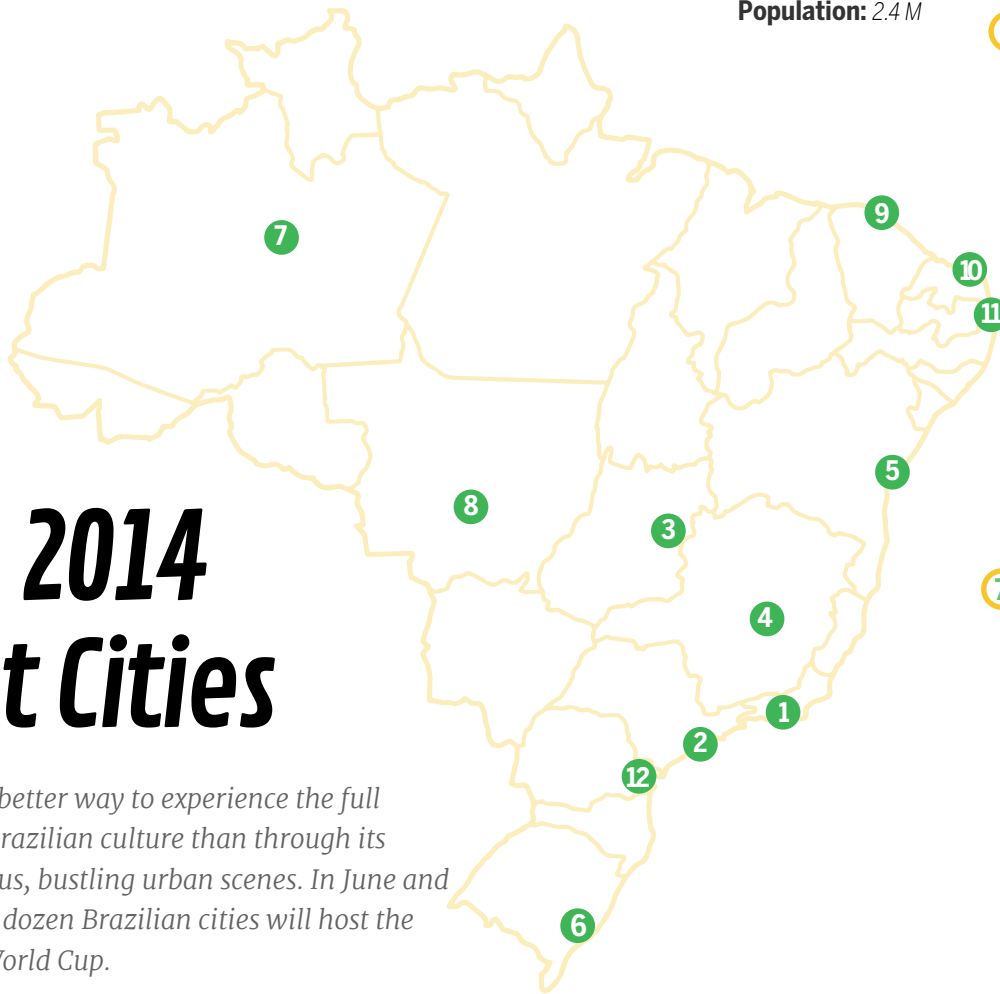 Population: 2.4 M
9
7
10
11
5
8
3
2014
7
4
t Cities
1
2
12
better way to experience the full
razilian culture than through its
us, bustling urban scenes. In June and
dozen Brazilian cities will host the
6
orld Cup.